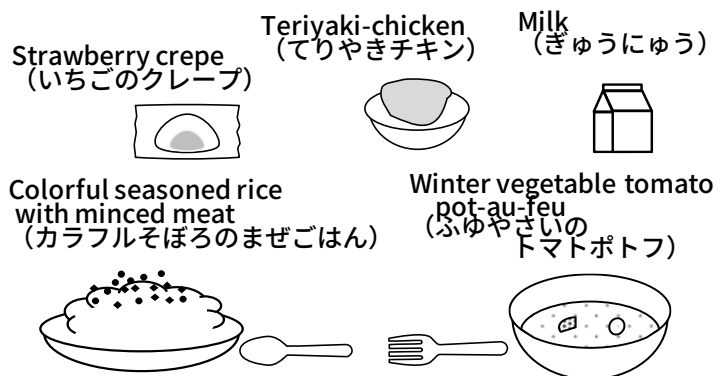 Strawberry crepe
（いちごのクレープ）
Teriyaki-chicken
（てりやきチキン）
Milk
（ぎゅうにゅう）
Colorful seasoned rice
with minced meat
（カラフルそぼろのまぜごはん）
Winter vegetable tomato
pot-au-feu
（ふゆやさいの
トマトポトフ）